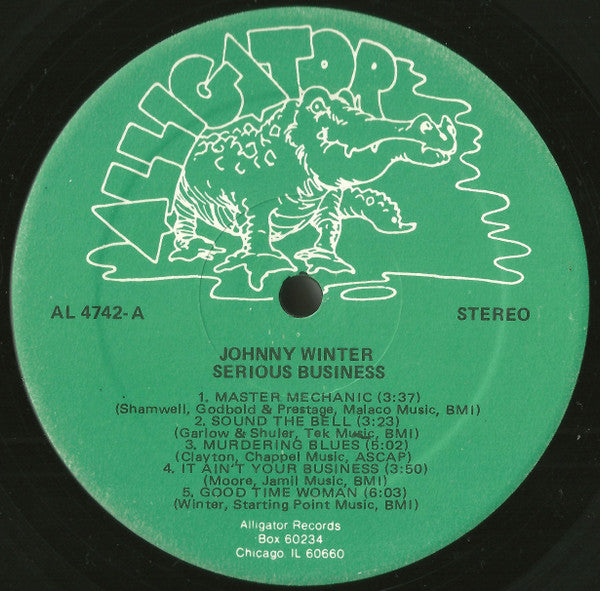 ALLIGATOR
AL 4742-A
STEREO
JOHNNY WINTER
SERIOUS BUSINESS
1. MASTER MECHANIC (3:37)
(Shamwell, Godbold & Prestage, Malaco Music, BMI)
2. SOUND THE BELL (3:23)
(Garlow & Shuler, Tek Music, BMI)
3. MURDERING BLUES (5:02)
(Clayton, Chappel Music, ASCAP)
4. IT AIN'T YOUR BUSINESS (3:50)
(Moore, Jamil Music, BMI)
5. GOOD TIME WOMAN (6:03)
(Winter, Starting Point Music, BMI)
Alligator Records
Box 60234
Chicago IL 60660